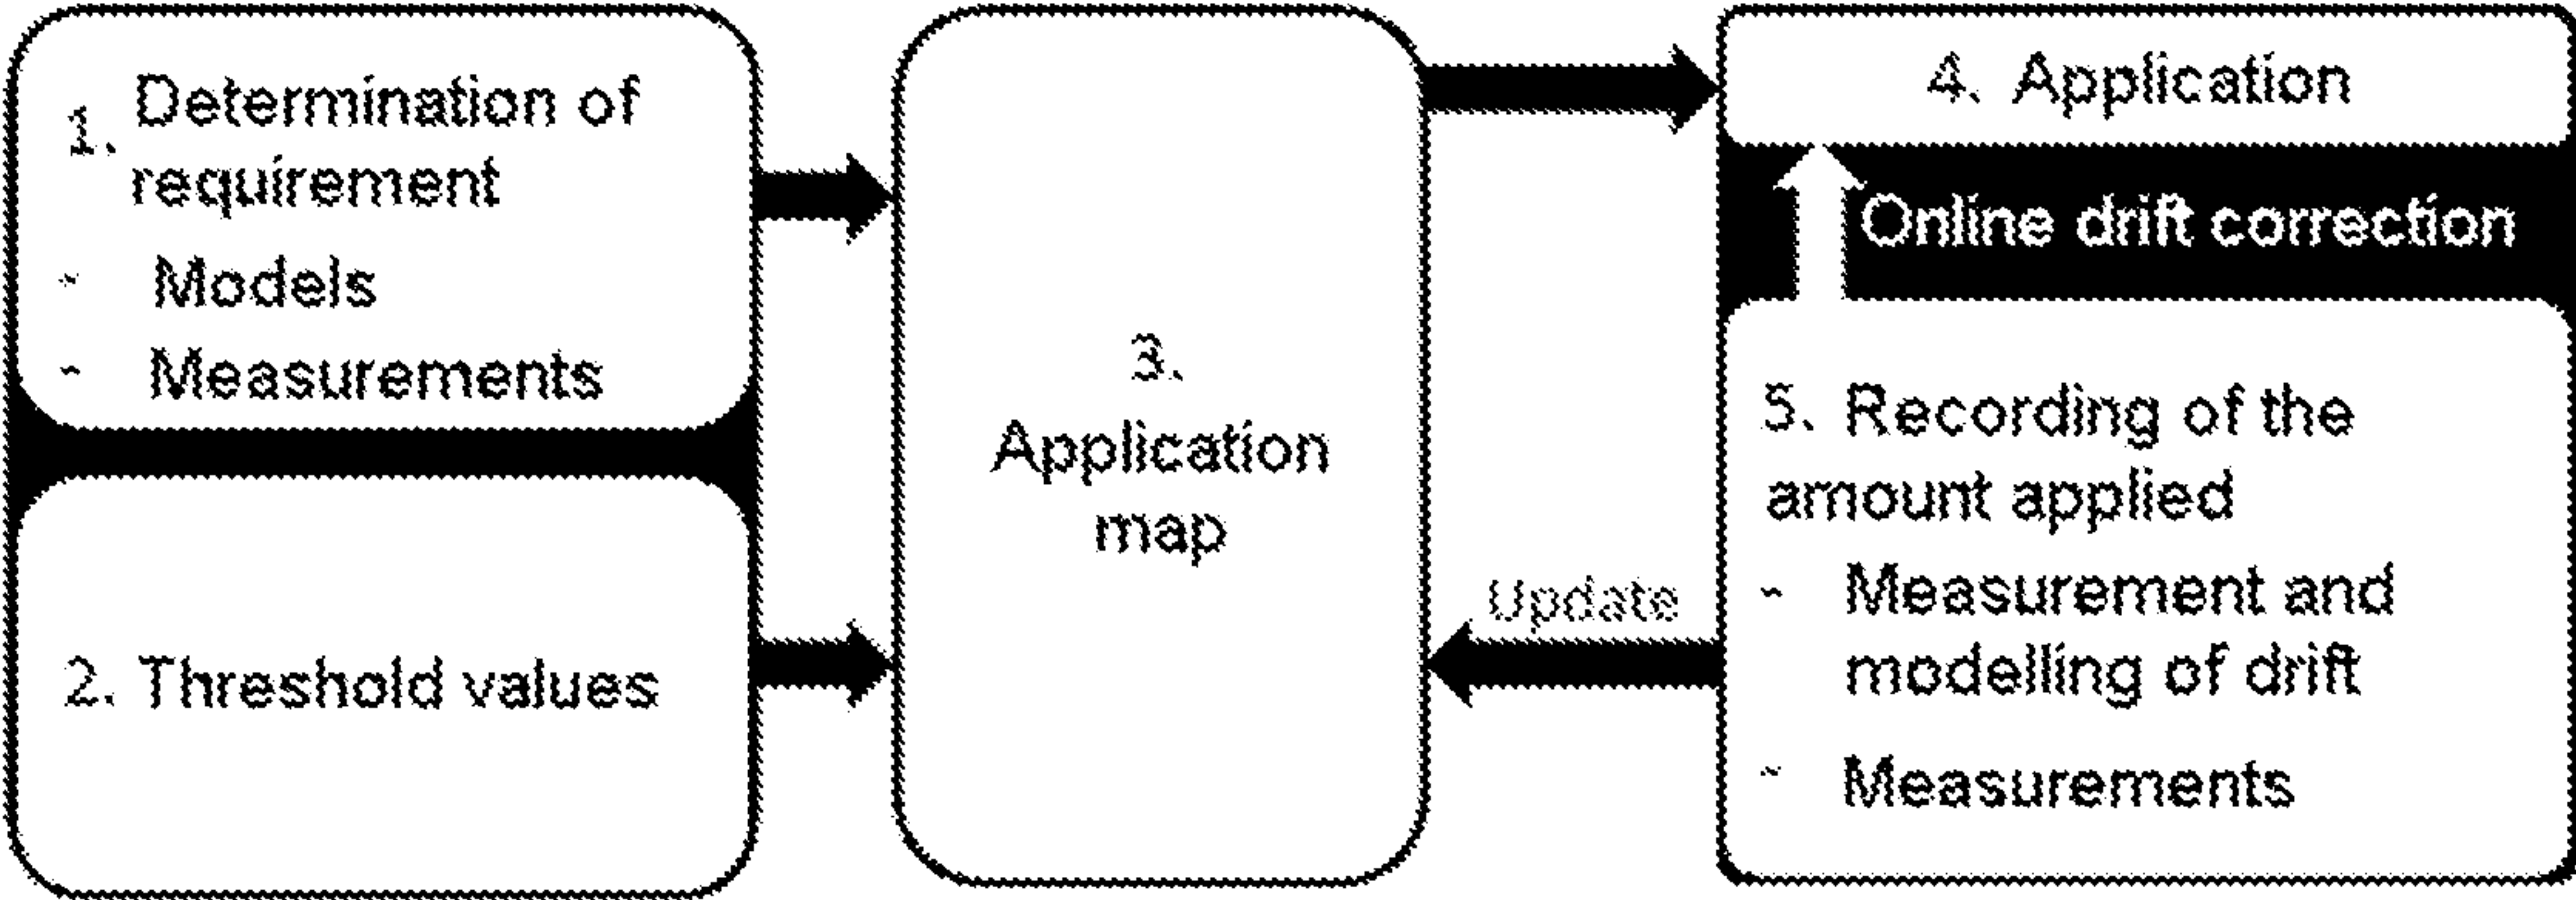 1. Determination of
requirement
- Models
- Measurements
2. Threshold values
3.
Application
map
4. Application
Online drift correction
5. Recording of the
amount applied
- Measurement and
modelling of drift
- Measurements
Update